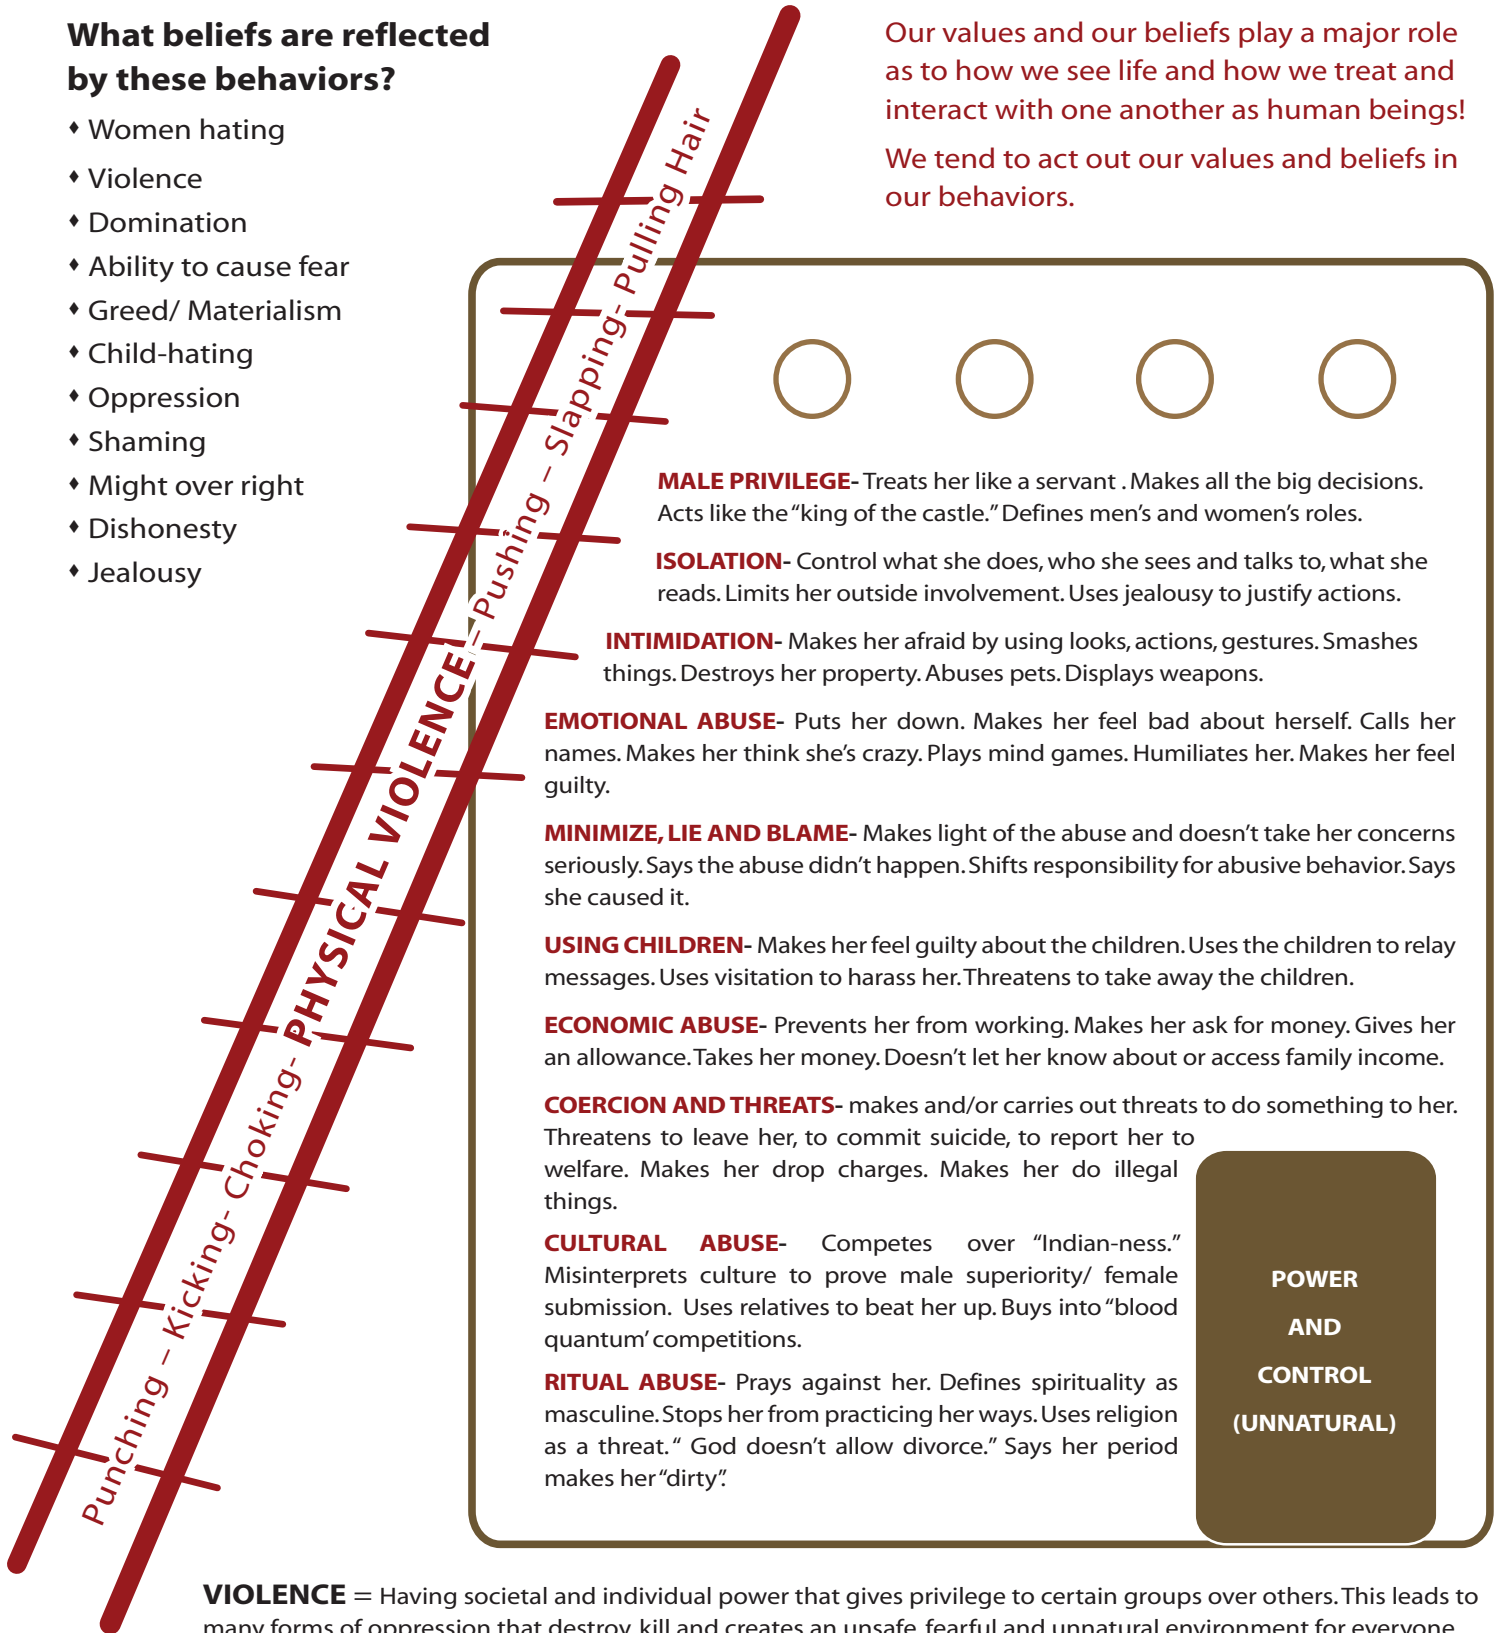 What beliefs are reflected
by these behaviors?
♦ Women hating
♦ Violence
♦ Domination
♦ Ability to cause fear
♦ Greed/ Materialism
♦ Child-hating
♦ Oppression
♦ Shaming
♦ Might over right
♦ Dishonesty
♦ Jealousy
Our values and our beliefs play a major role
as to how we see life and how we treat and
interact with one another as human beings!
We tend to act out our values and beliefs in
our behaviors.
Punching – Kicking- Choking- PHYSICAL VIOLENCE – Pushing – Slapping- Pulling Hair
MALE PRIVILEGE- Treats her like a servant . Makes all the big decisions.
Acts like the “king of the castle.” Defines men’s and women’s roles.
ISOLATION- Control what she does, who she sees and talks to, what she
reads. Limits her outside involvement. Uses jealousy to justify actions.
INTIMIDATION- Makes her afraid by using looks, actions, gestures. Smashes
things. Destroys her property. Abuses pets. Displays weapons.
EMOTIONAL ABUSE- Puts her down. Makes her feel bad about herself. Calls her
names. Makes her think she’s crazy. Plays mind games. Humiliates her. Makes her feel
guilty.
MINIMIZE, LIE AND BLAME- Makes light of the abuse and doesn’t take her concerns
seriously. Says the abuse didn’t happen. Shifts responsibility for abusive behavior. Says
she caused it.
USING CHILDREN- Makes her feel guilty about the children. Uses the children to relay
messages. Uses visitation to harass her. Threatens to take away the children.
ECONOMIC ABUSE- Prevents her from working. Makes her ask for money. Gives her
an allowance. Takes her money. Doesn’t let her know about or access family income.
COERCION AND THREATS- makes and/or carries out threats to do something to her.
Threatens to leave her, to commit suicide, to report her to
welfare. Makes her drop charges. Makes her do illegal
things.
CULTURAL ABUSE- Competes over “Indian-ness.”
Misinterprets culture to prove male superiority/ female
submission. Uses relatives to beat her up. Buys into “blood
quantum’ competitions.
RITUAL ABUSE- Prays against her. Defines spirituality as
masculine. Stops her from practicing her ways. Uses religion
as a threat. “ God doesn’t allow divorce.” Says her period
makes her “dirty”.
POWER
AND
CONTROL
(UNNATURAL)
VIOLENCE = Having societal and individual power that gives privilege to certain groups over others. This leads to
many forms of oppression that destroy, kill and creates an unsafe, fearful and unnatural environment for everyone